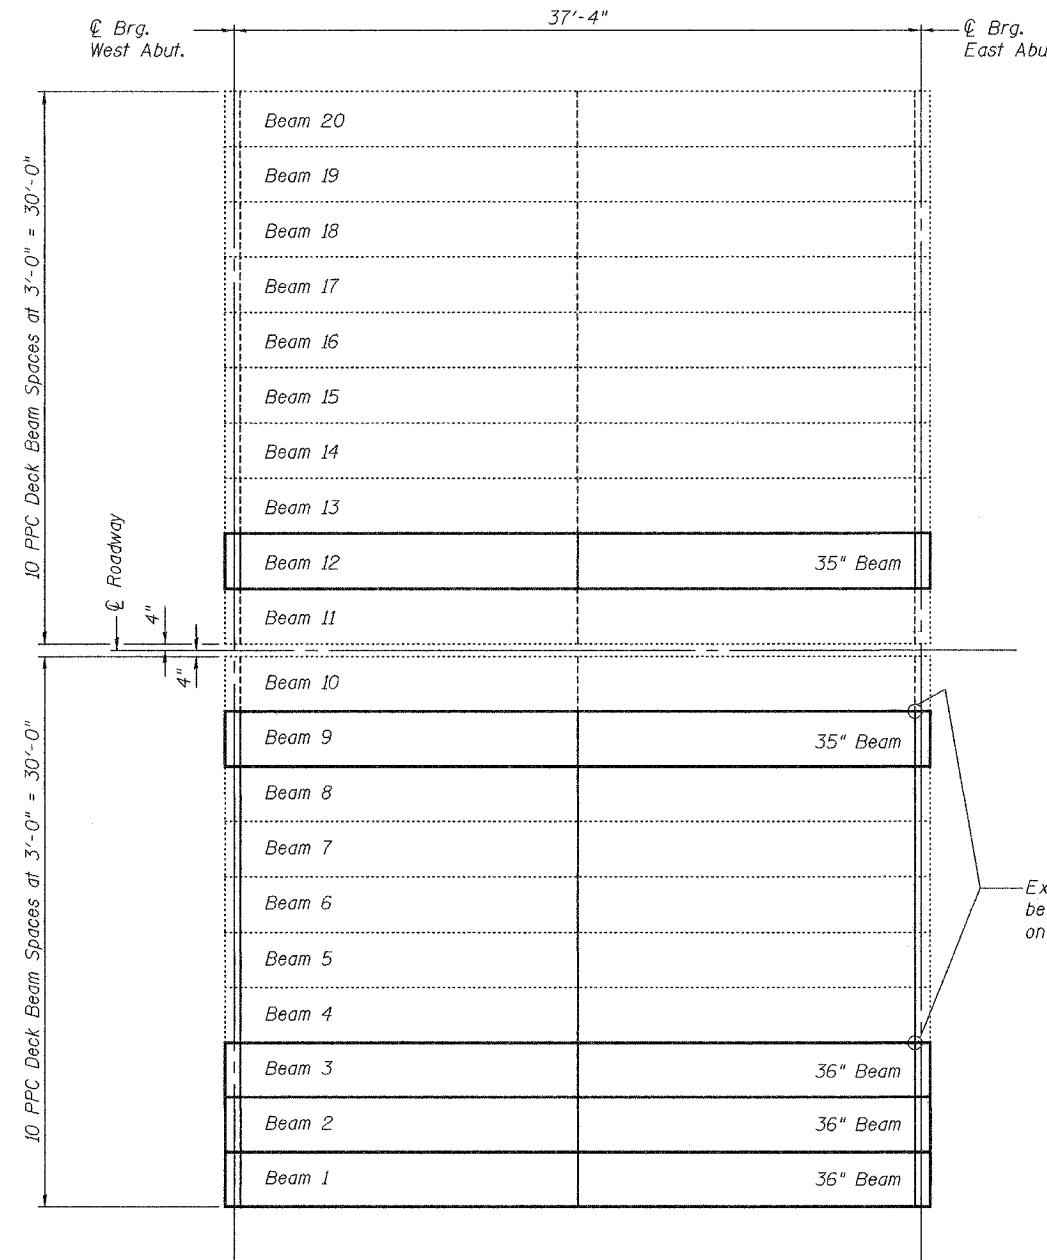 37'-4"
℄ Brg.
West Abut.
℄ Brg.
East Abu
10 PPC Deck Beam Spaces at 3'-0" = 30'-0"
Beam 20
Beam 19
Beam 18
Beam 17
Beam 16
Beam 15
Beam 14
Beam 13
Beam 12
35" Beam
Beam 11
℄ Roadway
4"
4"
10 PPC Deck Beam Spaces at 3'-0" = 30'-0"
Beam 10
Beam 9
35" Beam
Beam 8
Beam 7
Beam 6
Ex
be
on
Beam 5
Beam 4
Beam 3
36" Beam
Beam 2
36" Beam
Beam 1
36" Beam